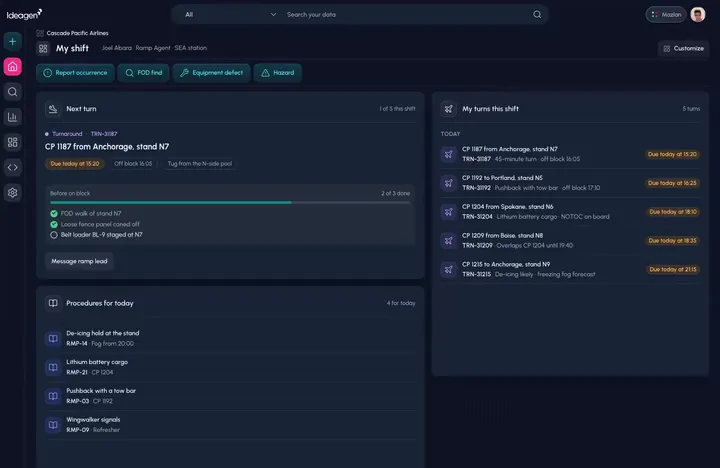 Ideagen
All
Search your data
Mazlan
Cascade Pacific Airlines
My shift
Joel Abara · Ramp Agent · SEA station
Customize
Report occurrence
FOD find
Equipment defect
Hazard
Next turn
1 of 5 this shift
Turnaround · TRN-31187
CP 1187 from Anchorage, stand N7
Due today at 15:20
Off block 16:05
Tug from the N-side pool
Before on block
2 of 3 done
FOD walk of stand N7
Loose fence panel coned off
Belt loader BL-9 staged at N7
Message ramp lead
Procedures for today
4 for today
De-icing hold at the stand
RMP-14 · Fog from 20:00
Lithium battery cargo
RMP-21 · CP 1204
Pushback with a tow bar
RMP-03 · CP 1192
Wingwalker signals
RMP-09 · Refresher
My turns this shift
5 turns
TODAY
CP 1187 from Anchorage, stand N7
TRN-31187 · 45-minute turn · off block 16:05
Due today at 15:20
CP 1192 to Portland, stand N5
TRN-31192 · Pushback with tow bar · off block 17:10
Due today at 16:25
CP 1204 from Spokane, stand N6
TRN-31204 · Lithium battery cargo · NOTOC on board
Due today at 18:10
CP 1209 from Boise, stand N8
TRN-31209 · Overlaps CP 1204 until 19:40
Due today at 18:35
CP 1215 to Anchorage, stand N9
TRN-31215 · De-icing likely · freezing fog forecast
Due today at 21:15